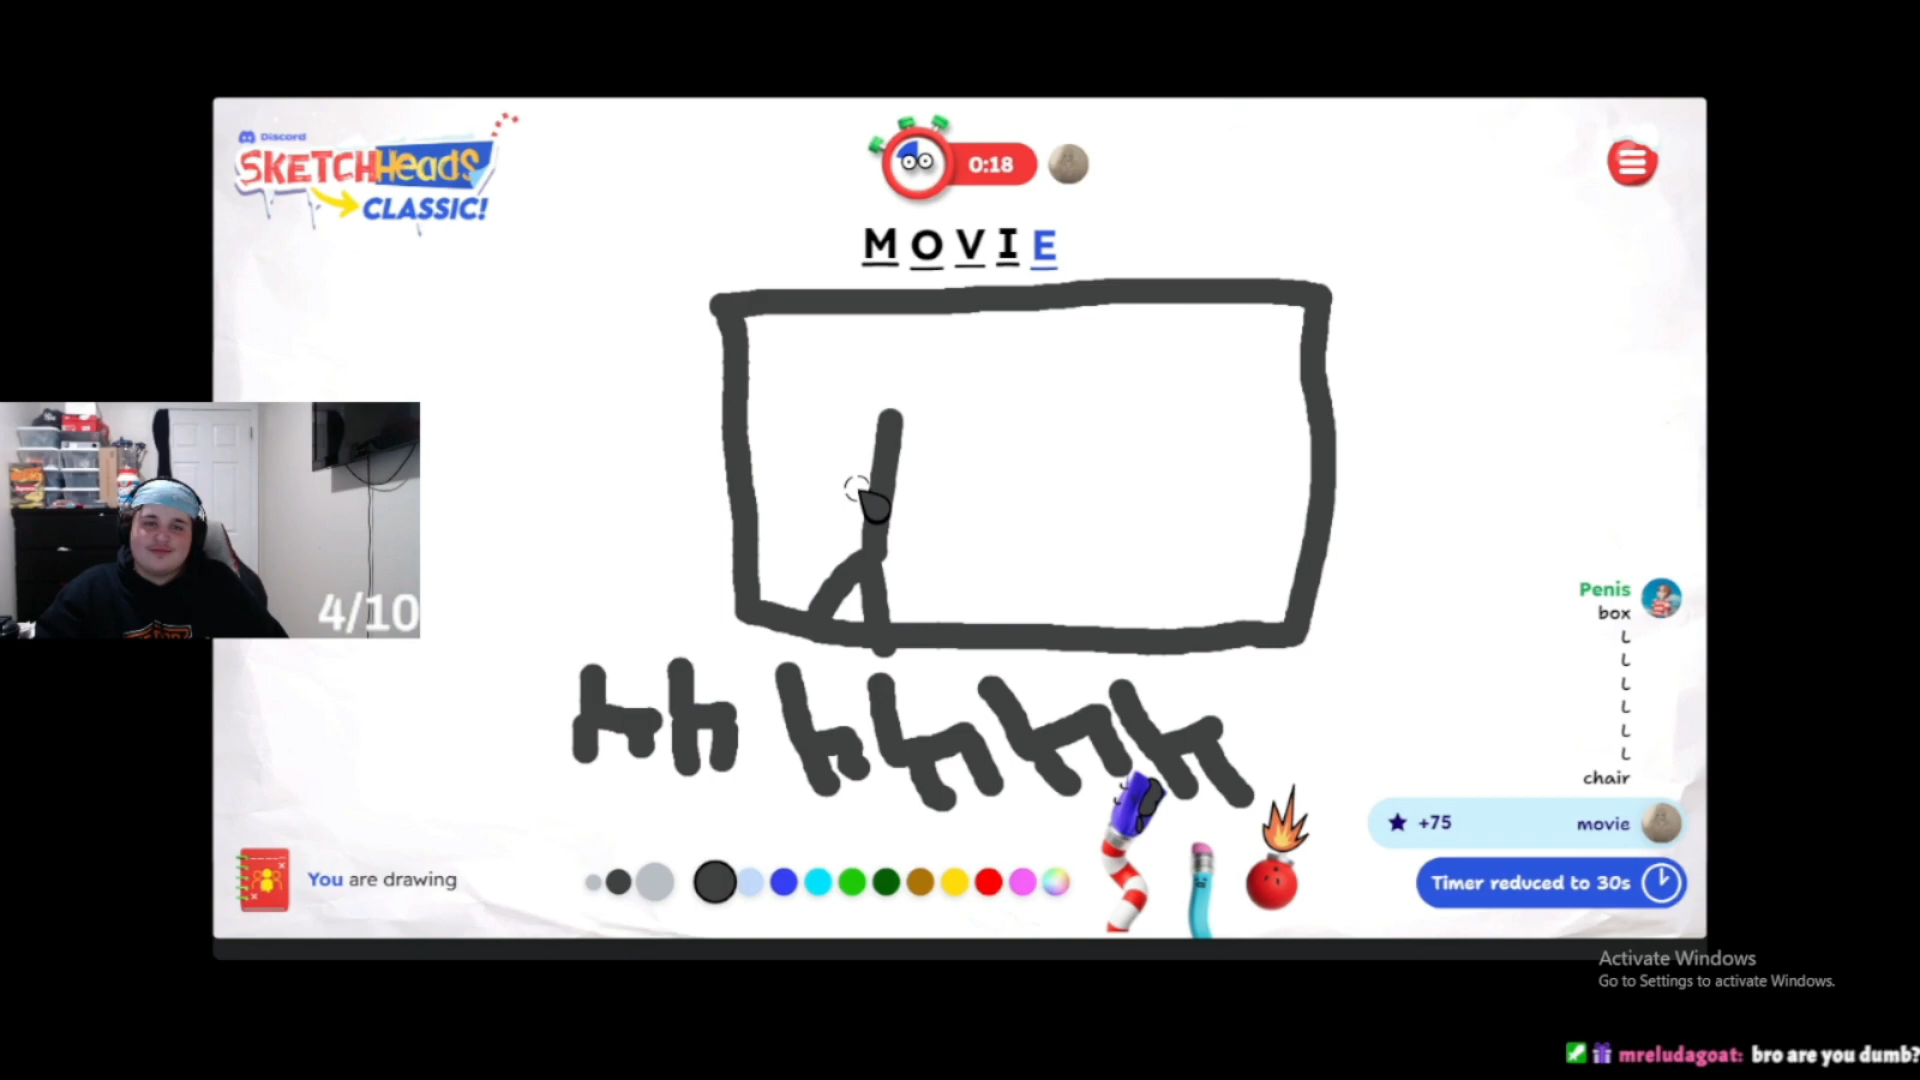 Discord
SKETCHHeadS
CLASSIC!
0:18
MOVIE
4/10
Penis
box
L
L
L
L
L
L
chair
+75 movie
Timer reduced to 30s
You are drawing
Activate Windows
Go to Settings to activate Windows.
mreludagoat: bro are you dumb?